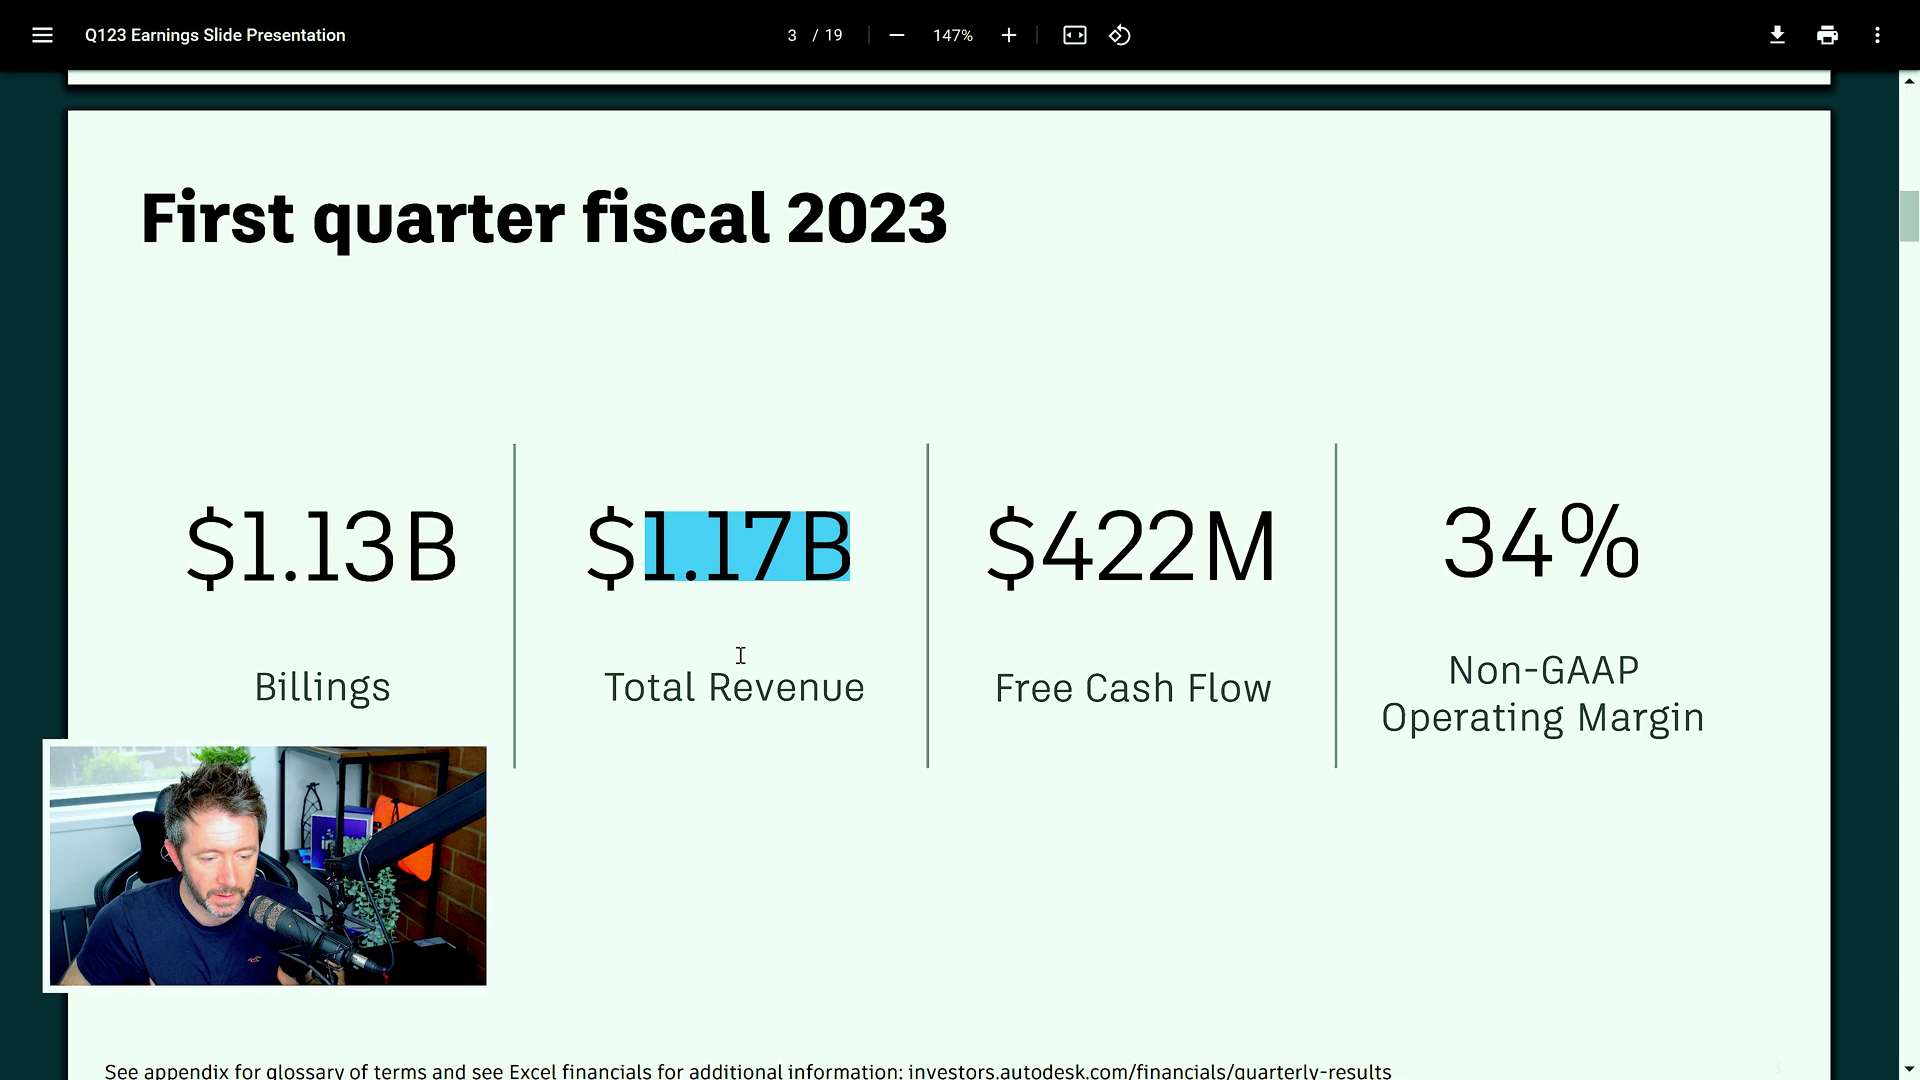 Q123 Earnings Slide Presentation
3 / 19
147%
First quarter fiscal 2023
$1.13B
$1.17B
$422M
34%
Billings
Total Revenue
Free Cash Flow
Non-GAAP
Operating Margin
See appendix for glossary of terms and see Excel financials for additional information: investors.autodesk.com/financials/quarterly-results
3